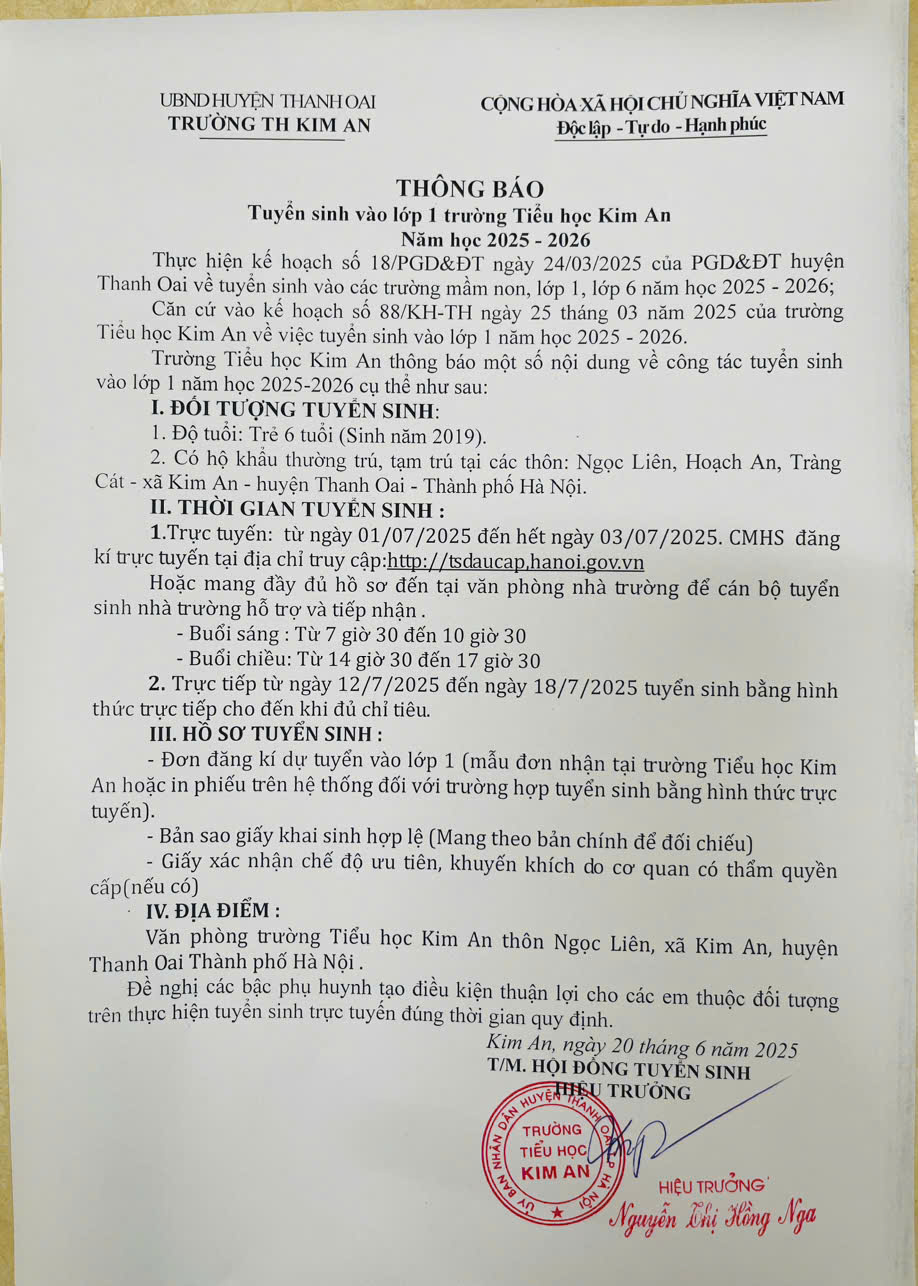 UBND HUYỆN THANH OAI
TRƯỜNG TH KIM AN
CỘNG HÒA XÃ HỘI CHỦ NGHĨA VIỆT NAM
Độc lập - Tự do - Hạnh phúc
THÔNG BÁO
Tuyển sinh vào lớp 1 trường Tiểu học Kim An
Năm học 2025 - 2026
Thực hiện kế hoạch số 18/PGD&ĐT ngày 24/03/2025 của PGD&ĐT huyện
Thanh Oai về tuyển sinh vào các trường mầm non, lớp 1, lớp 6 năm học 2025 - 2026;
Căn cứ vào kế hoạch số 88/KH-TH ngày 25 tháng 03 năm 2025 của trường
Tiểu học Kim An về việc tuyển sinh vào lớp 1 năm học 2025 - 2026.
Trường Tiểu học Kim An thông báo một số nội dung về công tác tuyển sinh
vào lớp 1 năm học 2025-2026 cụ thể như sau:
I. ĐỐI TƯỢNG TUYỂN SINH:
1. Độ tuổi: Trẻ 6 tuổi (Sinh năm 2019).
2. Có hộ khẩu thường trú, tạm trú tại các thôn: Ngọc Liên, Hoạch An, Tràng
Cát - xã Kim An - huyện Thanh Oai - Thành phố Hà Nội.
II. THỜI GIAN TUYỂN SINH :
1.Trực tuyến: từ ngày 01/07/2025 đến hết ngày 03/07/2025. CMHS đăng
kí trực tuyến tại địa chỉ truy cập:http://tsdaucap,hanoi.gov.vn
Hoặc mang đầy đủ hồ sơ đến tại văn phòng nhà trường để cán bộ tuyển
sinh nhà trường hỗ trợ và tiếp nhận .
- Buổi sáng : Từ 7 giờ 30 đến 10 giờ 30
- Buổi chiều: Từ 14 giờ 30 đến 17 giờ 30
2. Trực tiếp từ ngày 12/7/2025 đến ngày 18/7/2025 tuyển sinh bằng hình
thức trực tiếp cho đến khi đủ chỉ tiêu.
III. HỒ SƠ TUYỂN SINH :
- Đơn đăng kí dự tuyển vào lớp 1 (mẫu đơn nhận tại trường Tiểu học Kim
An hoặc in phiếu trên hệ thống đối với trường hợp tuyển sinh bằng hình thức trực
tuyến).
- Bản sao giấy khai sinh hợp lệ (Mang theo bản chính để đối chiếu)
- Giấy xác nhận chế độ ưu tiên, khuyến khích do cơ quan có thẩm quyền
cấp(nếu có)
IV. ĐỊA ĐIỂM :
Văn phòng trường Tiểu học Kim An thôn Ngọc Liên, xã Kim An, huyện
Thanh Oai Thành phố Hà Nội .
Đề nghị các bậc phụ huynh tạo điều kiện thuận lợi cho các em thuộc đối tượng
trên thực hiện tuyển sinh trực tuyến đúng thời gian quy định.
Kim An, ngày 20 tháng 6 năm 2025
T/M. HỘI ĐỒNG TUYỂN SINH
HIỆU TRƯỞNG
ỦY BAN NHÂN DÂN HUYỆN THANH OAI T.P HÀ NỘI
TRƯỜNG
TIỂU HỌC
KIM AN
HIỆU TRƯỞNG
Nguyễn Thị Hồng Nga